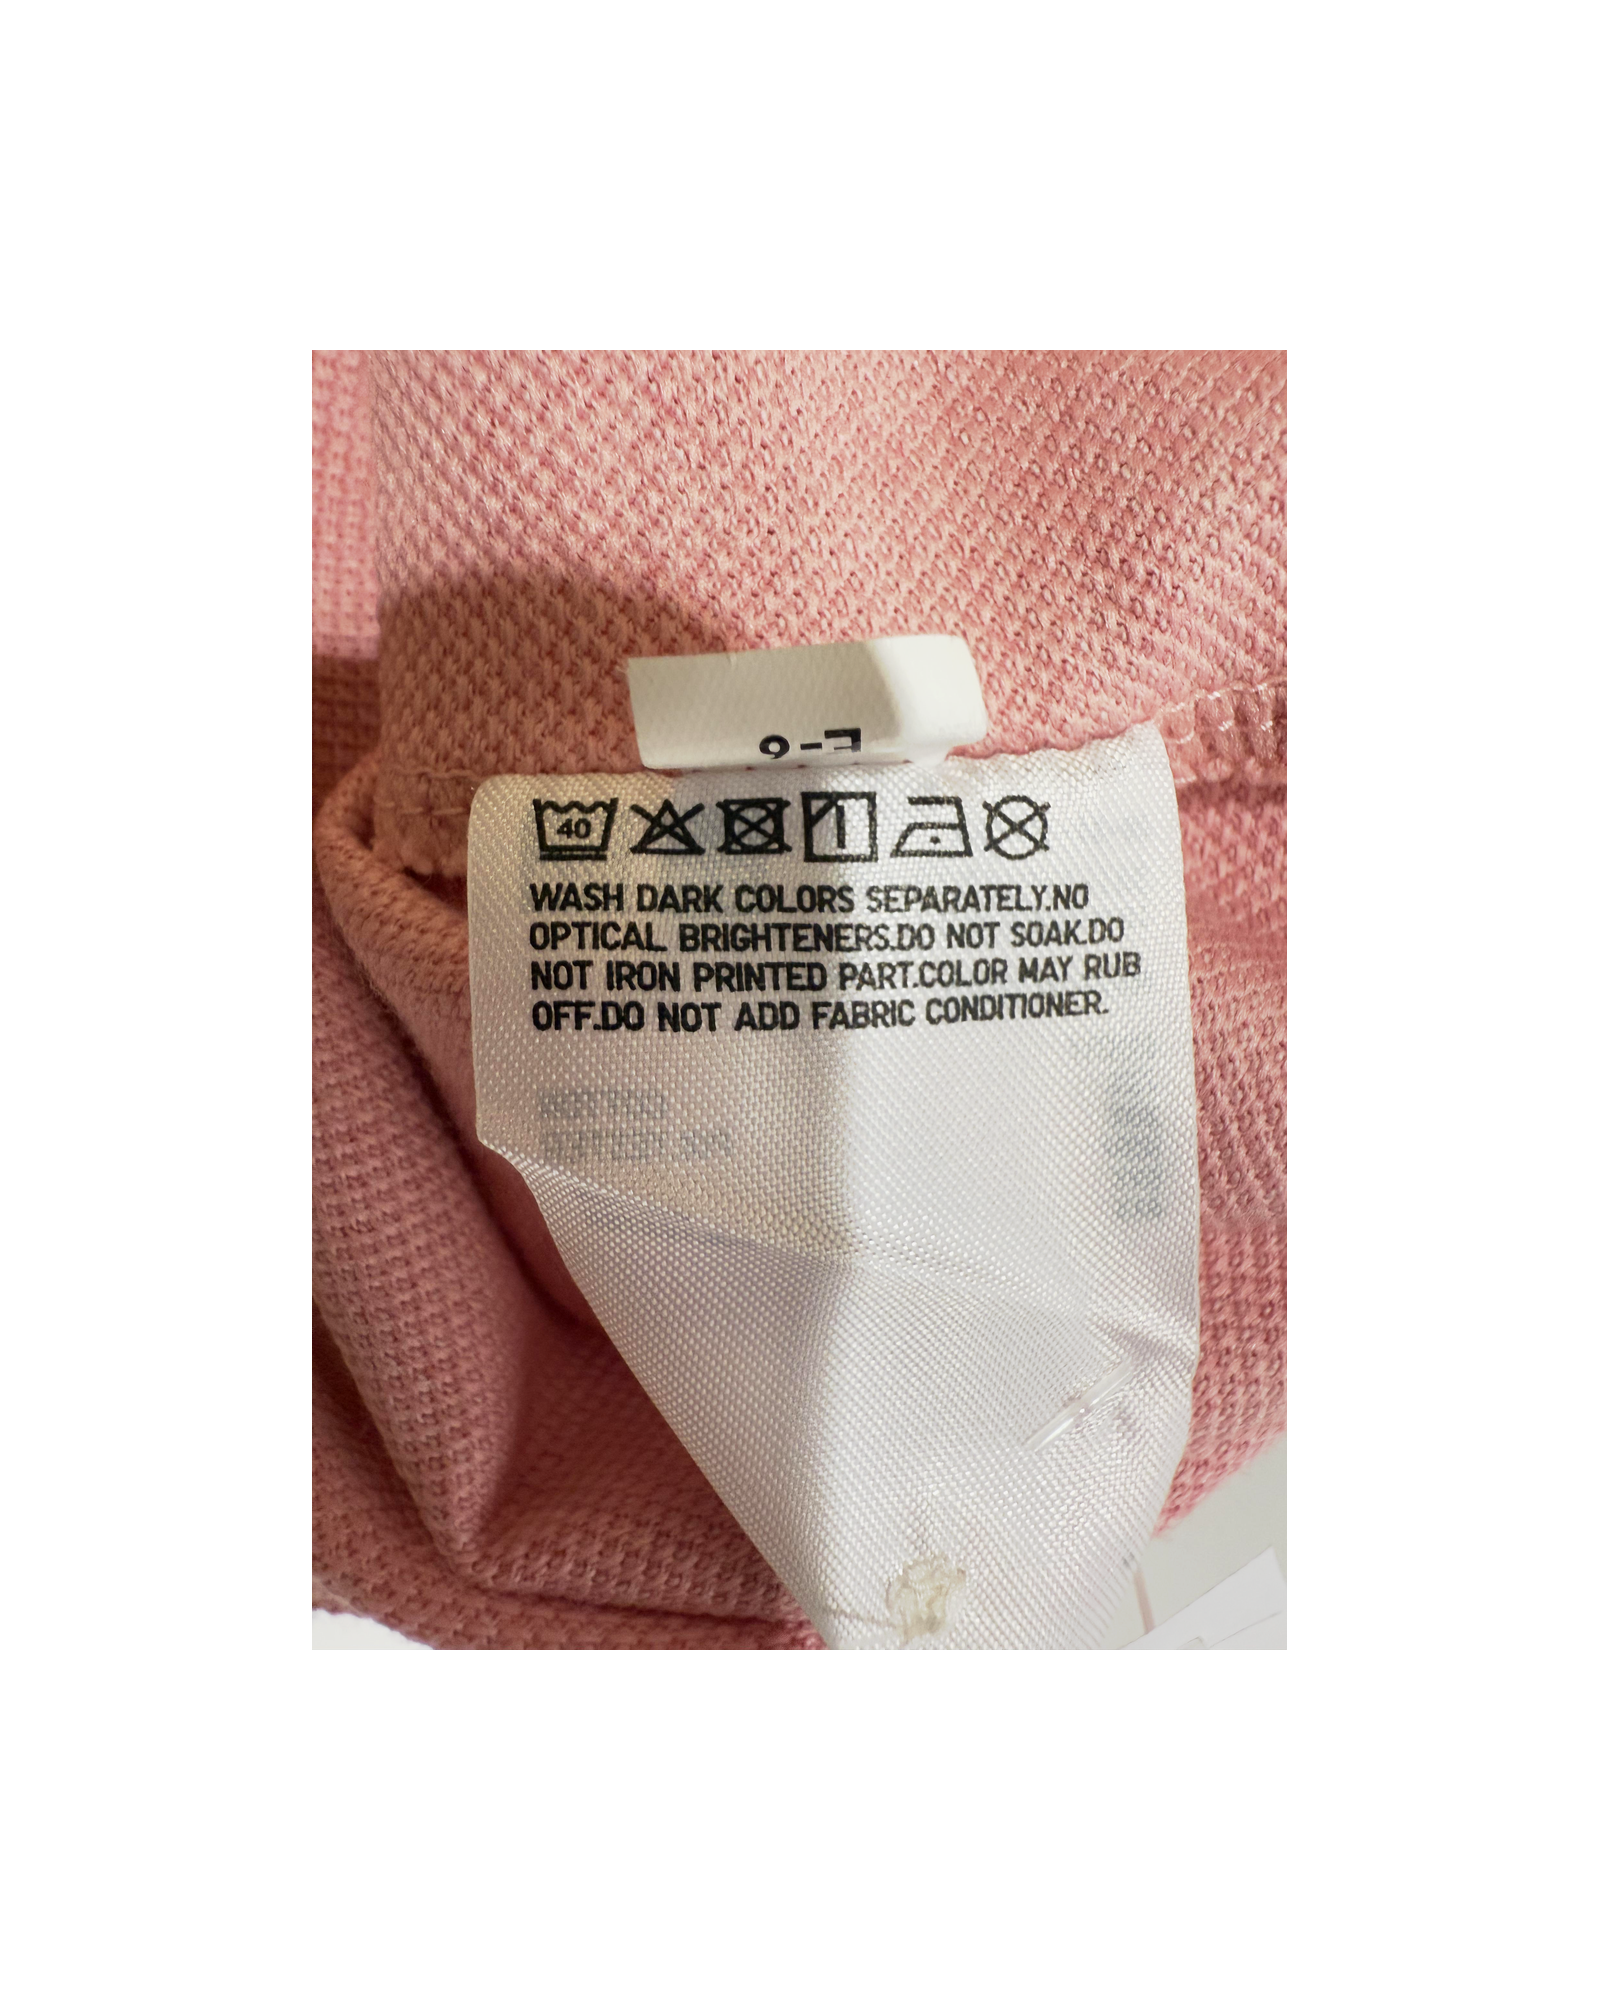 40
WASH DARK COLORS SEPARATELY.NO
OPTICAL BRIGHTENERS.DO NOT SOAK.DO
NOT IRON PRINTED PART.COLOR MAY RUB
OFF.DO NOT ADD FABRIC CONDITIONER.